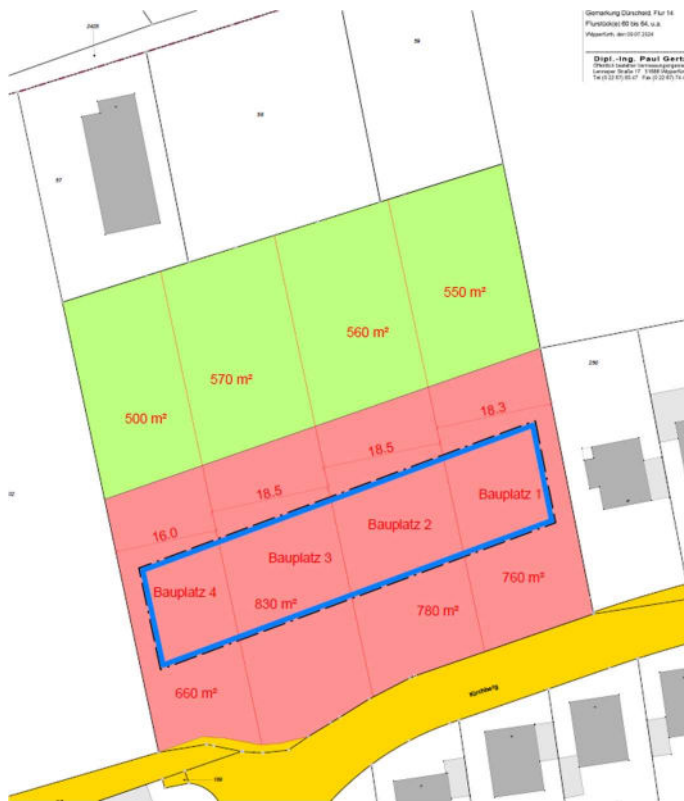 Gemarkung Dürscheid, Flur 14
Flurstück(e) 60 bis 64, u.a.
Dipl.-Ing. Paul Gertz
59
58
57
550 m²
560 m²
570 m²
500 m²
18.3
18.5
18.5
16.0
Bauplatz 1
Bauplatz 2
Bauplatz 3
Bauplatz 4
760 m²
830 m²
780 m²
660 m²
Kirchberg